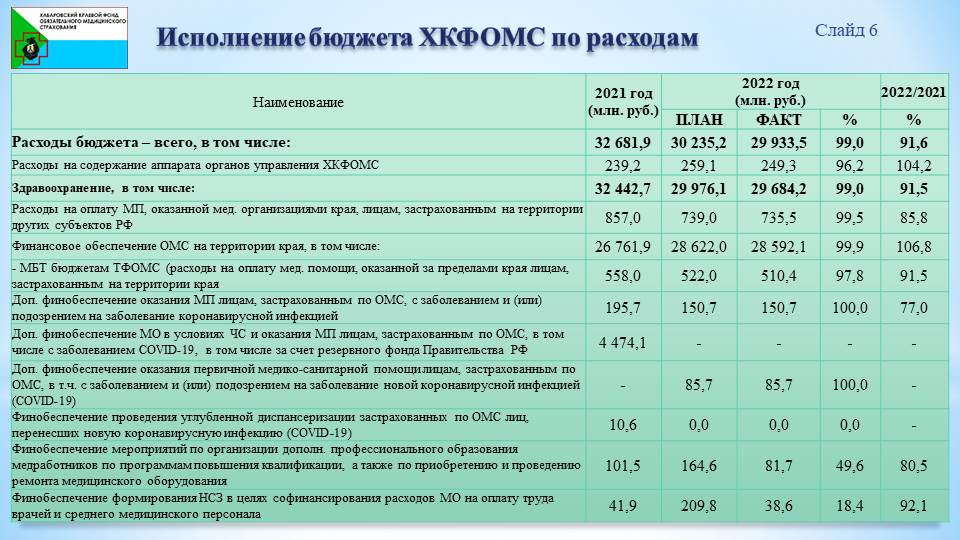 ХАБАРОВСКИЙ КРАЕВОЙ ФОНД
ОБЯЗАТЕЛЬНОГО МЕДИЦИНСКОГО
СТРАХОВАНИЯ
Исполнение бюджета ХКФОМС по расходам
Слайд 6
Наименование
2021 год
(млн. руб.)
2022 год
(млн. руб.)
2022/2021
ПЛАН ФАКТ % %
Расходы бюджета – всего, в том числе: 32 681,9 30 235,2 29 933,5 99,0 91,6
Расходы на содержание аппарата органов управления ХКФОМС 239,2 259,1 249,3 96,2 104,2
Здравоохранение, в том числе: 32 442,7 29 976,1 29 684,2 99,0 91,5
Расходы на оплату МП, оказанной мед. организациями края, лицам, застрахованным на территории
других субъектов РФ 857,0 739,0 735,5 99,5 85,8
Финансовое обеспечение ОМС на территории края, в том числе: 26 761,9 28 622,0 28 592,1 99,9 106,8
- МБТ бюджетам ТФОМС (расходы на оплату мед. помощи, оказанной за пределами края лицам,
застрахованным на территории края 558,0 522,0 510,4 97,8 91,5
Доп. финобеспечение оказания МП лицам, застрахованным по ОМС, с заболеванием и (или)
подозрением на заболевание коронавирусной инфекцией 195,7 150,7 150,7 100,0 77,0
Доп. финобеспечение МО в условиях ЧС и оказания МП лицам, застрахованным по ОМС, в том
числе с заболеванием COVID-19, в том числе за счет резервного фонда Правительства РФ 4 474,1 - - - -
Доп. финобеспечение оказания первичной медико-санитарной помощи лицам, застрахованным по
ОМС, в т.ч. с заболеванием и (или) подозрением на заболевание новой коронавирусной инфекцией
(COVID-19) - 85,7 85,7 100,0 -
Финобеспечение проведения углубленной диспансеризации застрахованных по ОМС лиц,
перенесших новую коронавирусную инфекцию (COVID-19) 10,6 0,0 0,0 0,0 -
Финобеспечение мероприятий по организации дополн. профессионального образования
медработников по программам повышения квалификации, а также по приобретению и проведению
ремонта медицинского оборудования 101,5 164,6 81,7 49,6 80,5
Финобеспечение формирования НСЗ в целях софинансирования расходов МО на оплату труда
врачей и среднего медицинского персонала 41,9 209,8 38,6 18,4 92,1